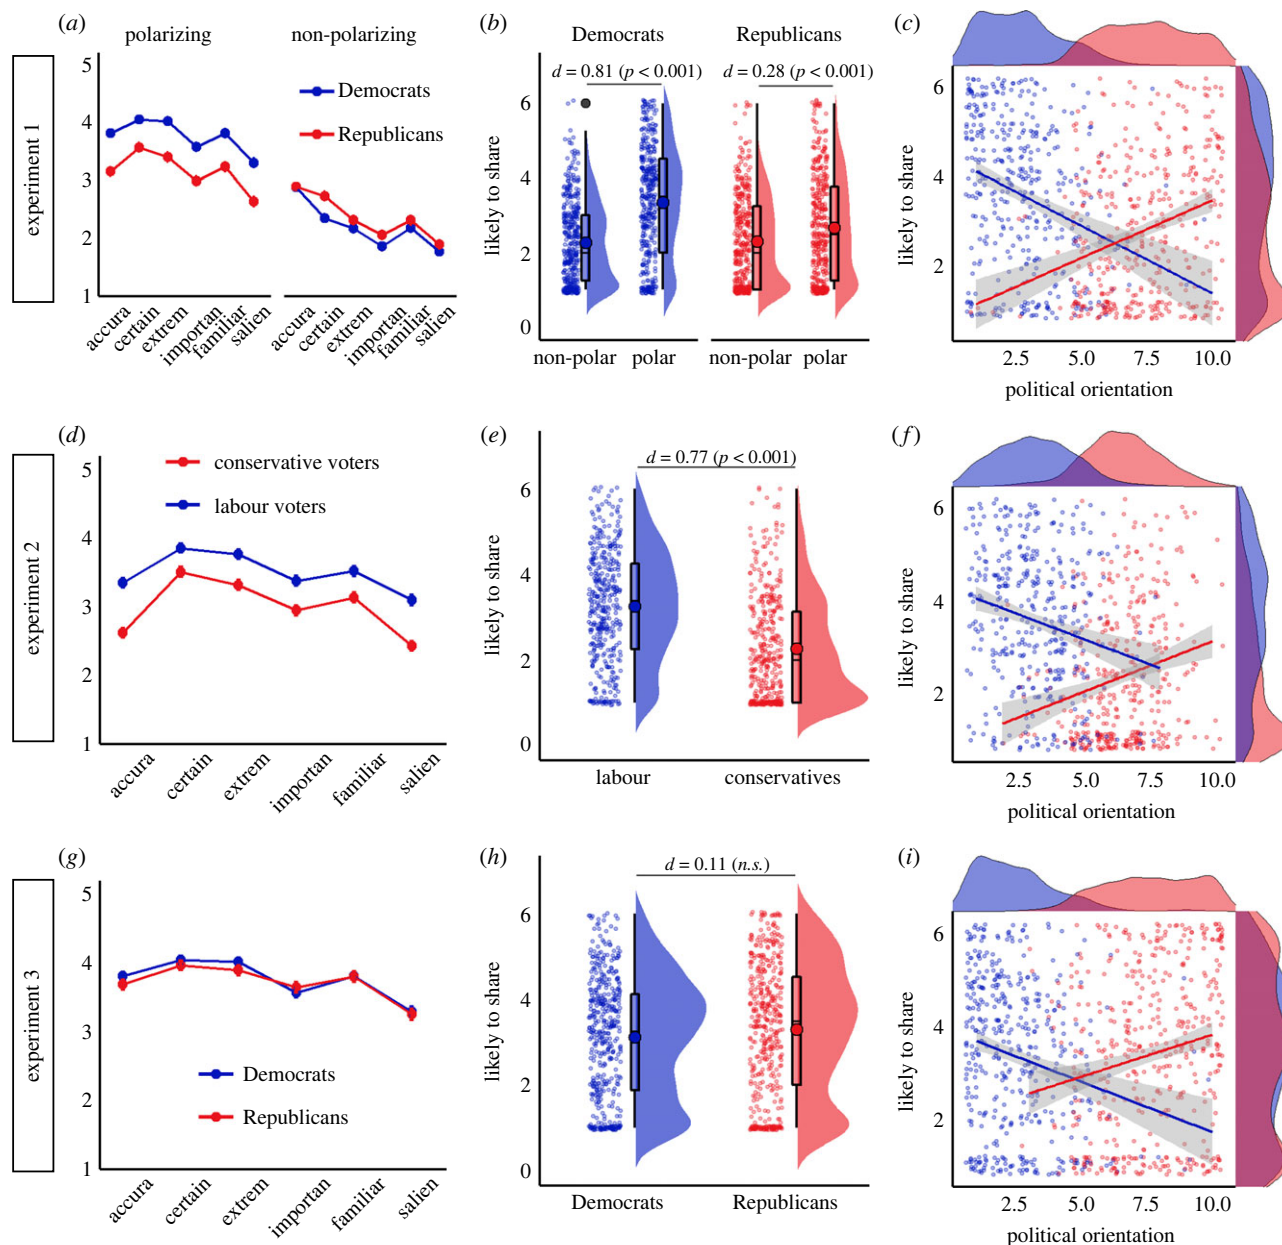 (a)
polarizing
non-polarizing
experiment 1
5
4
3
2
1
Democrats
Republicans
accura
certain
extrem
importan
familiar
salien
accura
certain
extrem
importan
familiar
salien
(b)
Democrats
Republicans
d = 0.81 (p < 0.001)
d = 0.28 (p < 0.001)
likely to share
6
4
2
0
non-polar
polar
non-polar
polar
(c)
likely to share
6
4
2
2.5
5.0
7.5
10.0
political orientation
(d)
experiment 2
5
4
3
2
1
conservative voters
labour voters
accura
certain
extrem
importan
familiar
salien
(e)
d = 0.77 (p < 0.001)
likely to share
6
4
2
0
labour
conservatives
(f)
likely to share
6
4
2
2.5
5.0
7.5
10.0
political orientation
(g)
experiment 3
5
4
3
2
1
Democrats
Republicans
accura
certain
extrem
importan
familiar
salien
(h)
d = 0.11 (n.s.)
likely to share
6
4
2
0
Democrats
Republicans
(i)
likely to share
6
4
2
2.5
5.0
7.5
10.0
political orientation